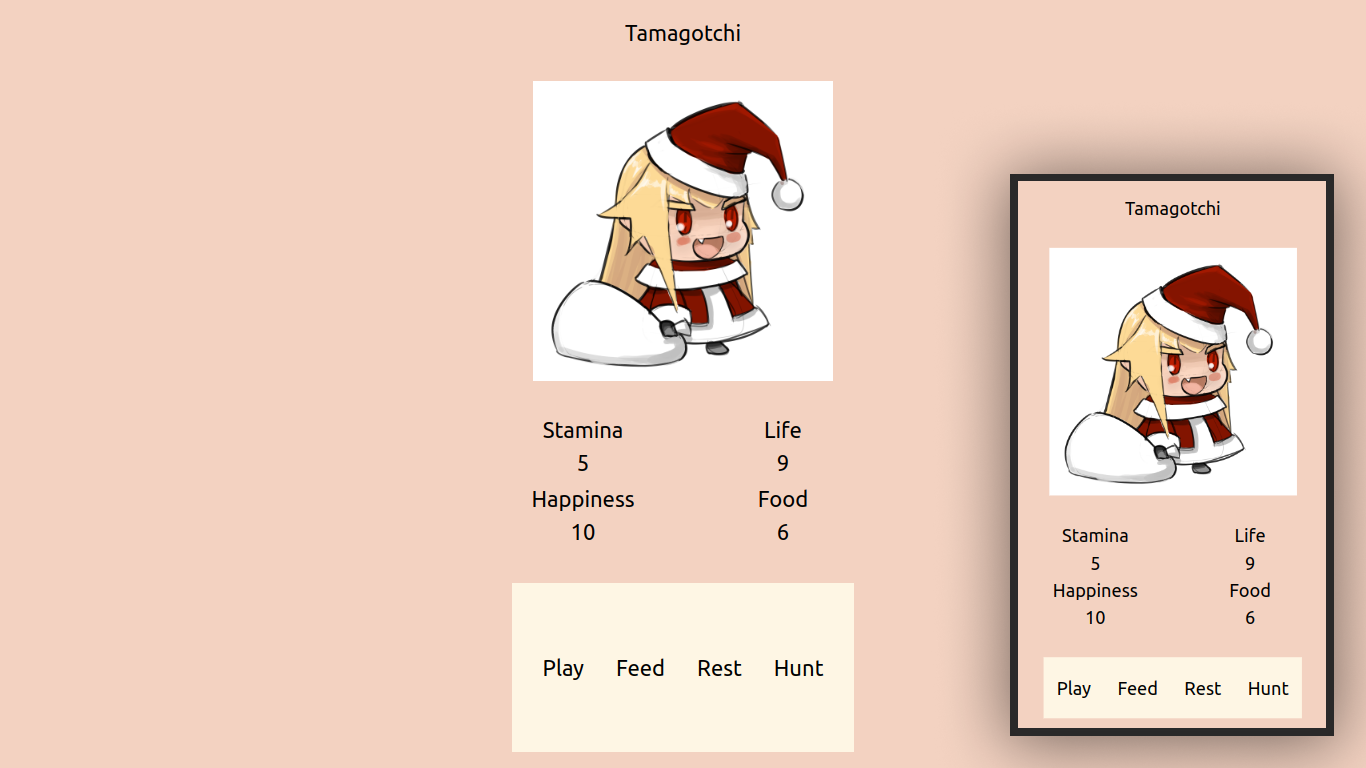 Tamagotchi
Stamina Life
5 9
Happiness Food
10 6
Play Feed Rest Hunt
Tamagotchi
Stamina Life
5 9
Happiness Food
10 6
Play Feed Rest Hunt